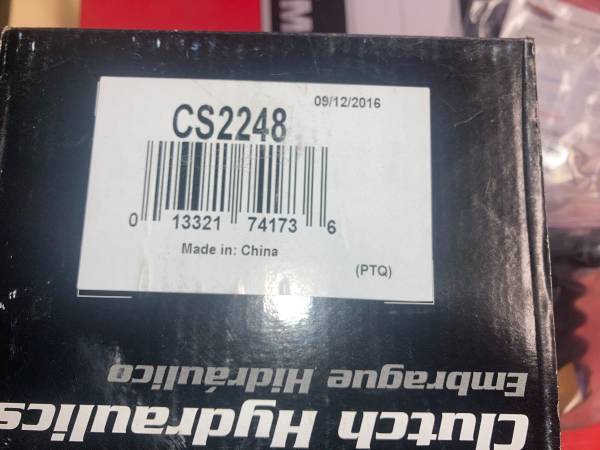 09/12/2016
CS2248
0 13321 74173 6
Made in: China
(PTQ)
Embrague Hidráulico
Clutch Hydraulics
M